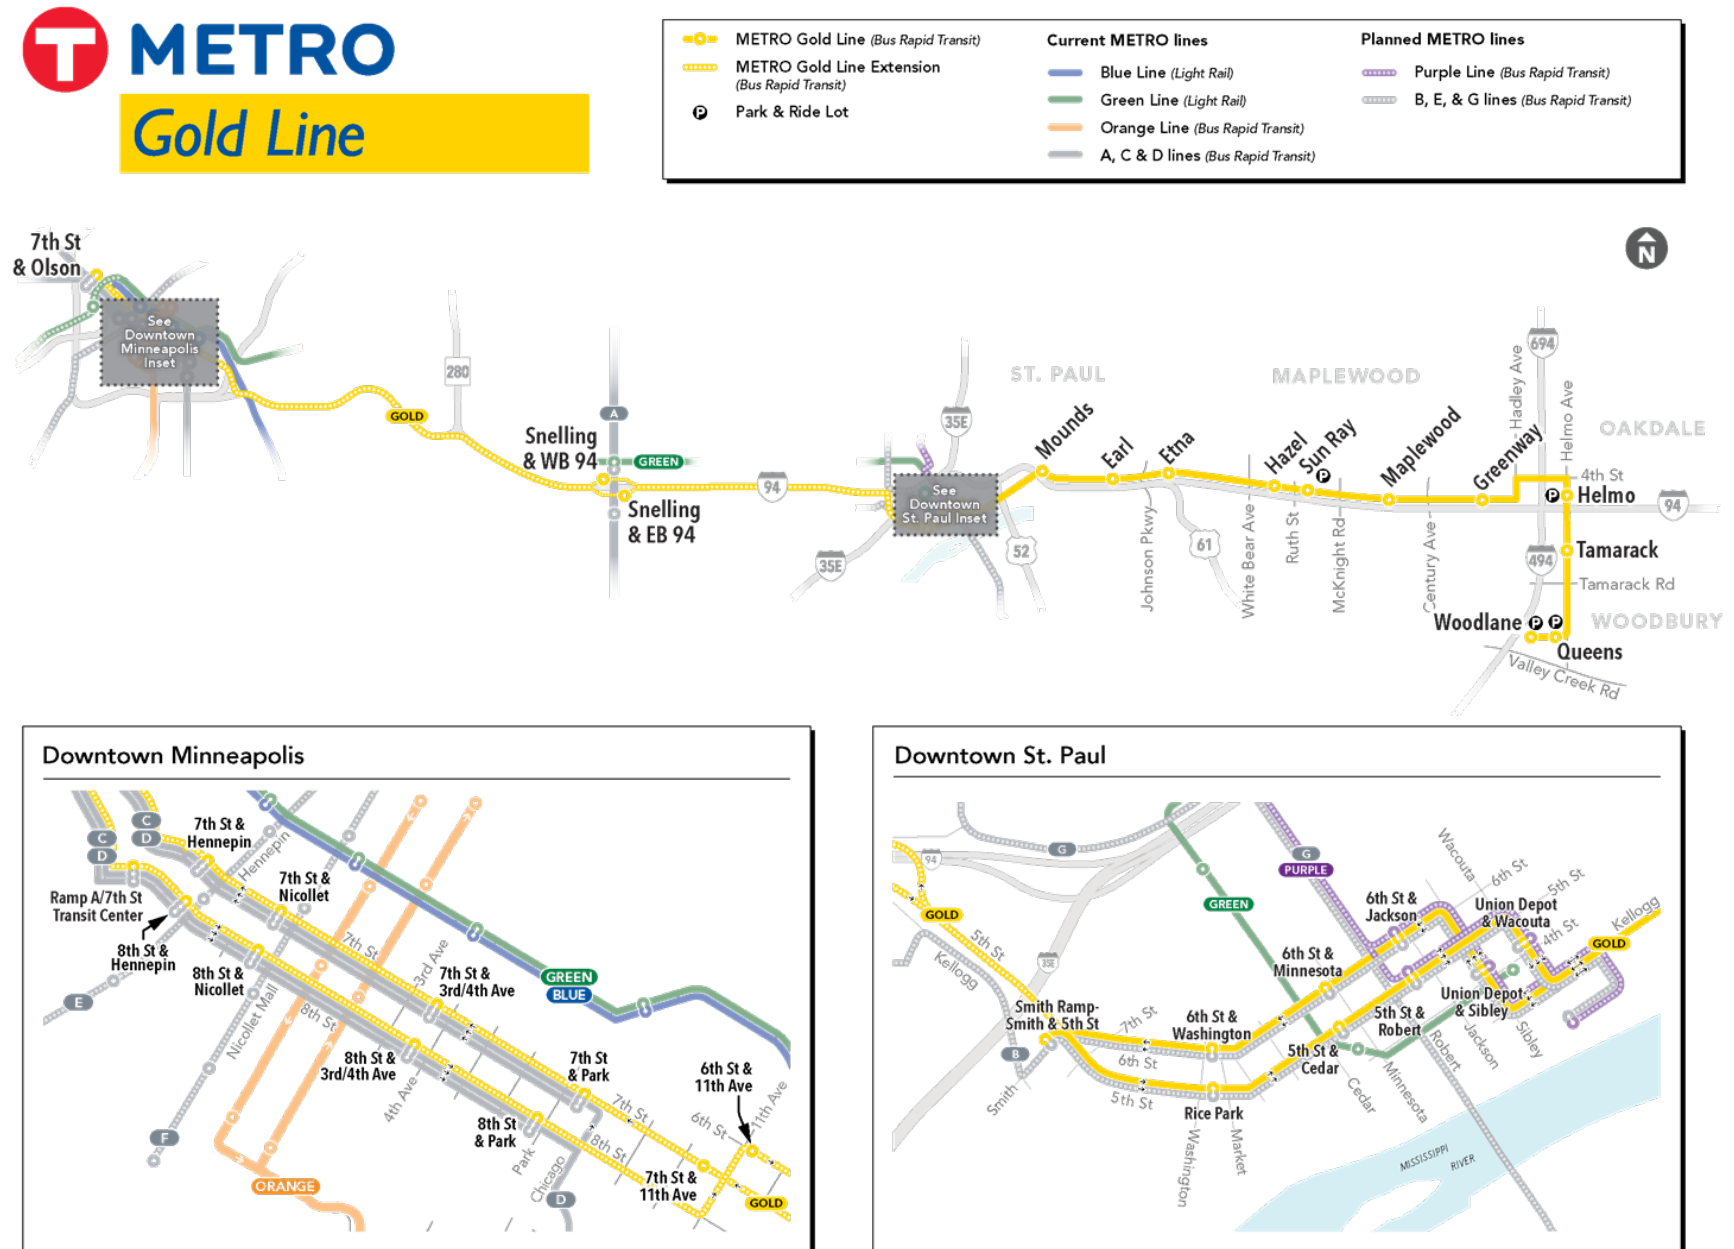 T METRO
Gold Line
METRO Gold Line (Bus Rapid Transit)
METRO Gold Line Extension
(Bus Rapid Transit)
P Park & Ride Lot
Current METRO lines
Blue Line (Light Rail)
Green Line (Light Rail)
Orange Line (Bus Rapid Transit)
A, C & D lines (Bus Rapid Transit)
Planned METRO lines
Purple Line (Bus Rapid Transit)
B, E, & G lines (Bus Rapid Transit)
N
7th St
& Olson
See
Downtown
Minneapolis
Inset
GOLD
280
A
Snelling
& WB 94
GREEN
Snelling
& EB 94
94
35E
35E
See
Downtown
St. Paul Inset
52
ST. PAUL
Mounds
Earl
Etna
Johnson Pkwy
61
White Bear Ave
MAPLEWOOD
Hazel
Sun Ray
P
Ruth St
McKnight Rd
Maplewood
Century Ave
Greenway
Hadley Ave
694
Helmo Ave
OAKDALE
4th St
P Helmo
94
494
Tamarack
Tamarack Rd
Woodlane P P
WOODBURY
Queens
Valley Creek Rd
Downtown Minneapolis
C
D
C
D
7th St &
Hennepin
Hennepin
7th St &
Nicollet
Ramp A/7th St
Transit Center
8th St &
Hennepin
8th St &
Nicollet
E
Nicollet Mall
7th St
8th St
3rd Ave
7th St &
3rd/4th Ave
GREEN
BLUE
8th St &
3rd/4th Ave
4th Ave
7th St
& Park
6th St &
11th Ave
11th Ave
8th St
& Park
7th St
6th St
8th St
Park
Chicago
7th St &
11th Ave
F
ORANGE
D
GOLD
Downtown St. Paul
94
G
G
PURPLE
GREEN
GOLD
5th St
Kellogg
35E
Wacouta
6th St
5th St
6th St &
Jackson
Union Depot
& Wacouta
Kellogg
4th St
GOLD
6th St &
Minnesota
Union Depot
& Sibley
Smith Ramp-
Smith & 5th St
7th St
6th St &
Washington
5th St &
Robert
6th St
5th St &
Cedar
Robert
Jackson
Sibley
B
Smith
5th St
Rice Park
Cedar
Minnesota
Washington
Market
MISSISSIPPI
RIVER